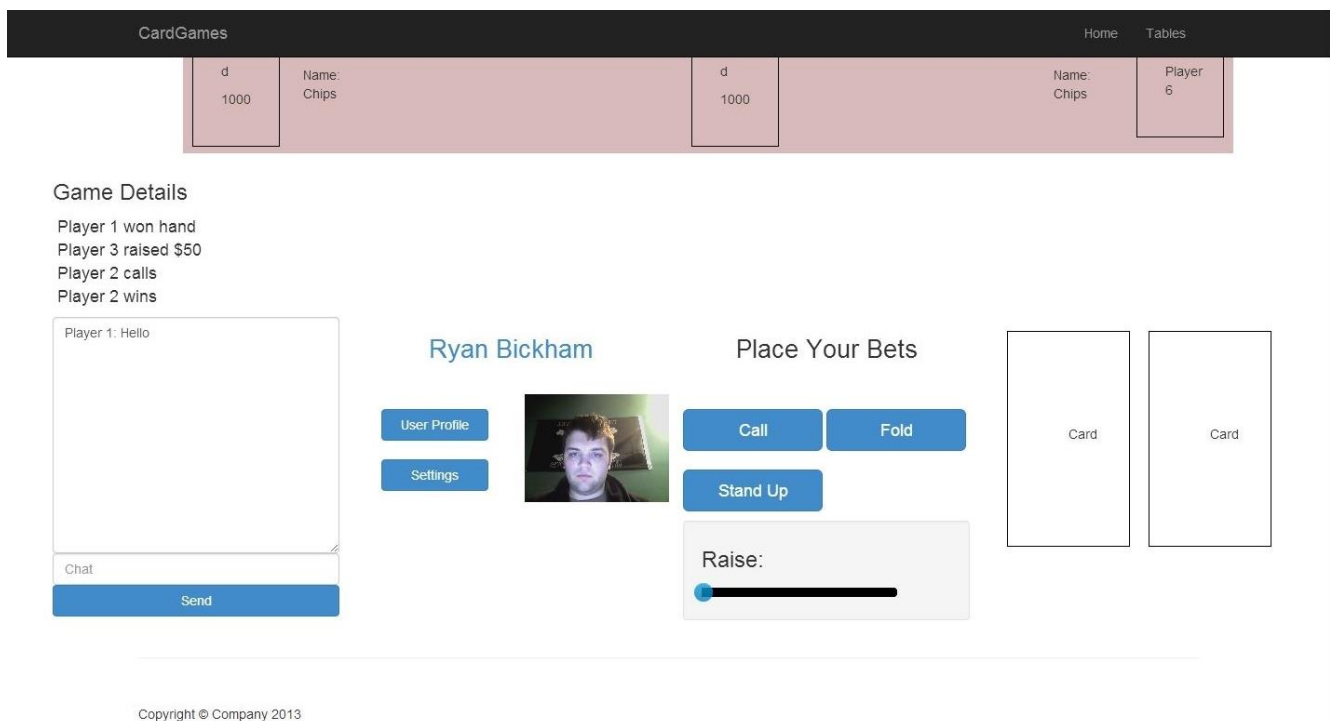 CardGames Home Tables
d Name: d Name: Player
1000 Chips 1000 Chips 6
Game Details
Player 1 won hand
Player 3 raised $50
Player 2 calls
Player 2 wins
Player 1: Hello
Chat
Send
Ryan Bickham
User Profile
Settings
Place Your Bets
Call Fold
Stand Up
Raise:
Card Card
Copyright © Company 2013